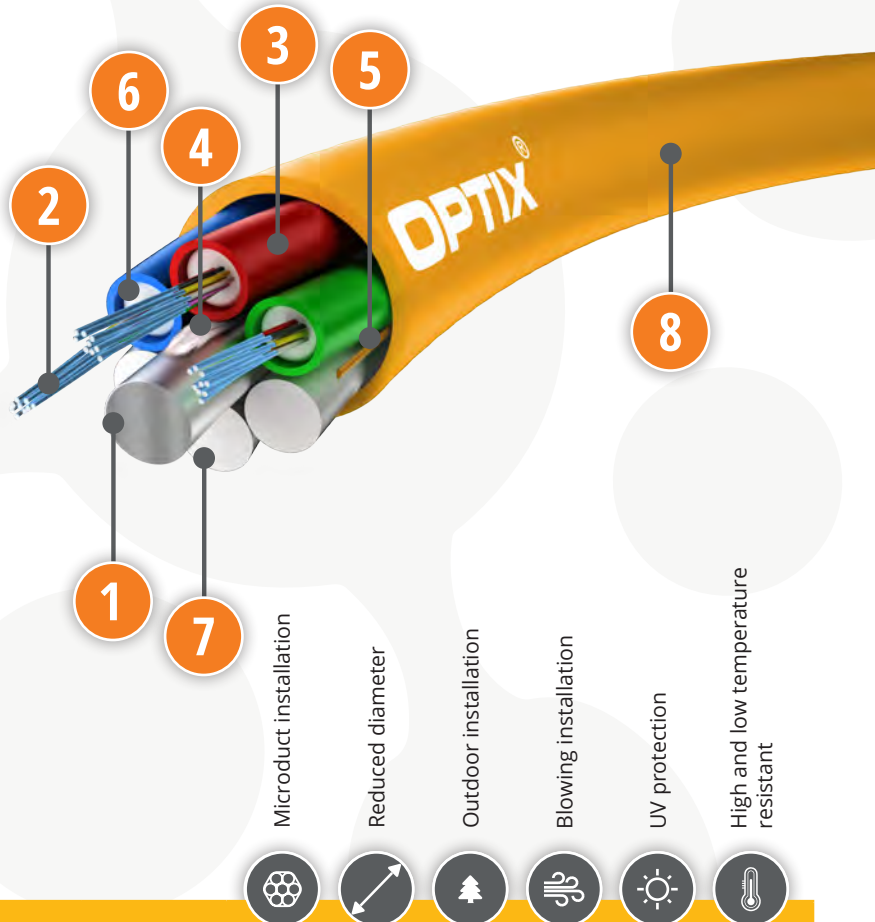 3
5
6
4
2
OPTIX®
8
1
7
Microduct installation
Reduced diameter
Outdoor installation
Blowing installation
UV protection
High and low temperature
resistant